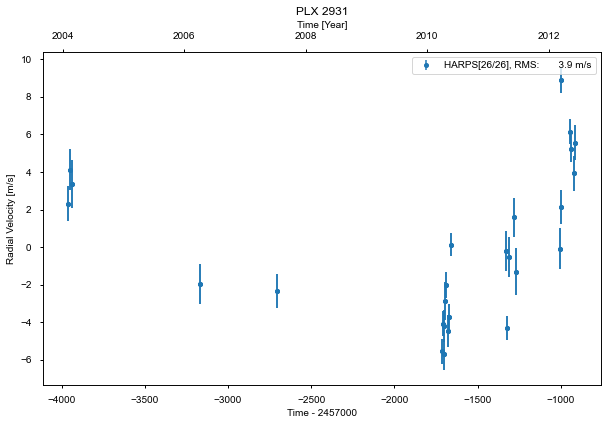 PLX 2931
Time [Year]
2004 2006 2008 2010 2012
HARPS[26/26], RMS: 3.9 m/s
Radial Velocity [m/s]
10
8
6
4
2
0
−2
−4
−6
−4000 −3500 −3000 −2500 −2000 −1500 −1000
Time - 2457000